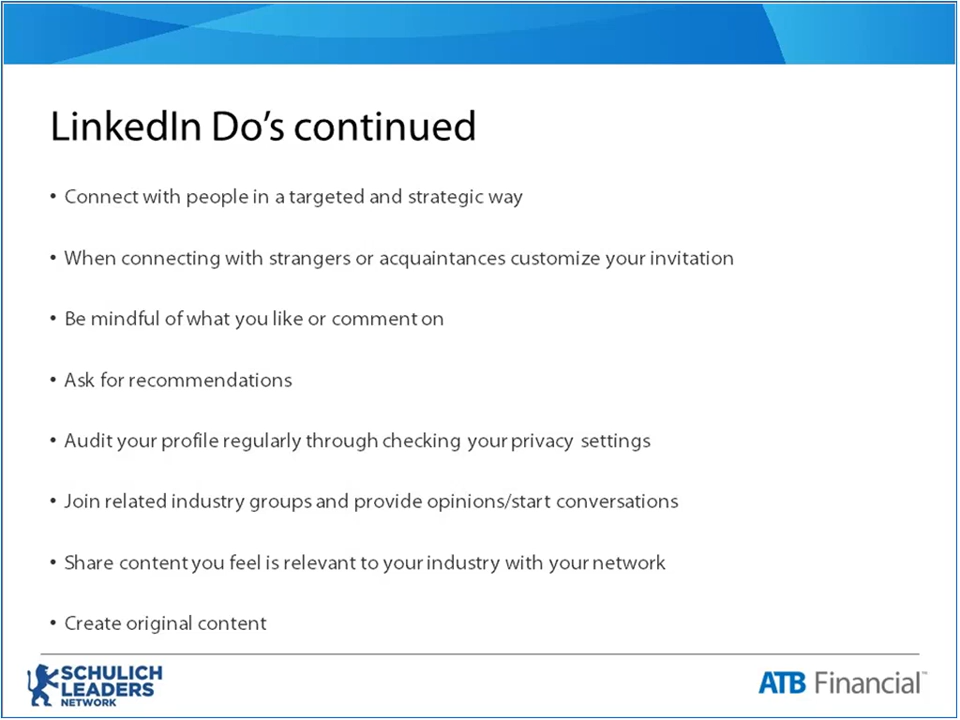 LinkedIn Do's continued
• Connect with people in a targeted and strategic way
• When connecting with strangers or acquaintances customize your invitation
• Be mindful of what you like or comment on
• Ask for recommendations
• Audit your profile regularly through checking your privacy settings
• Join related industry groups and provide opinions/start conversations
• Share content you feel is relevant to your industry with your network
• Create original content
SCHULICH
LEADERS
NETWORK
ATB Financial™